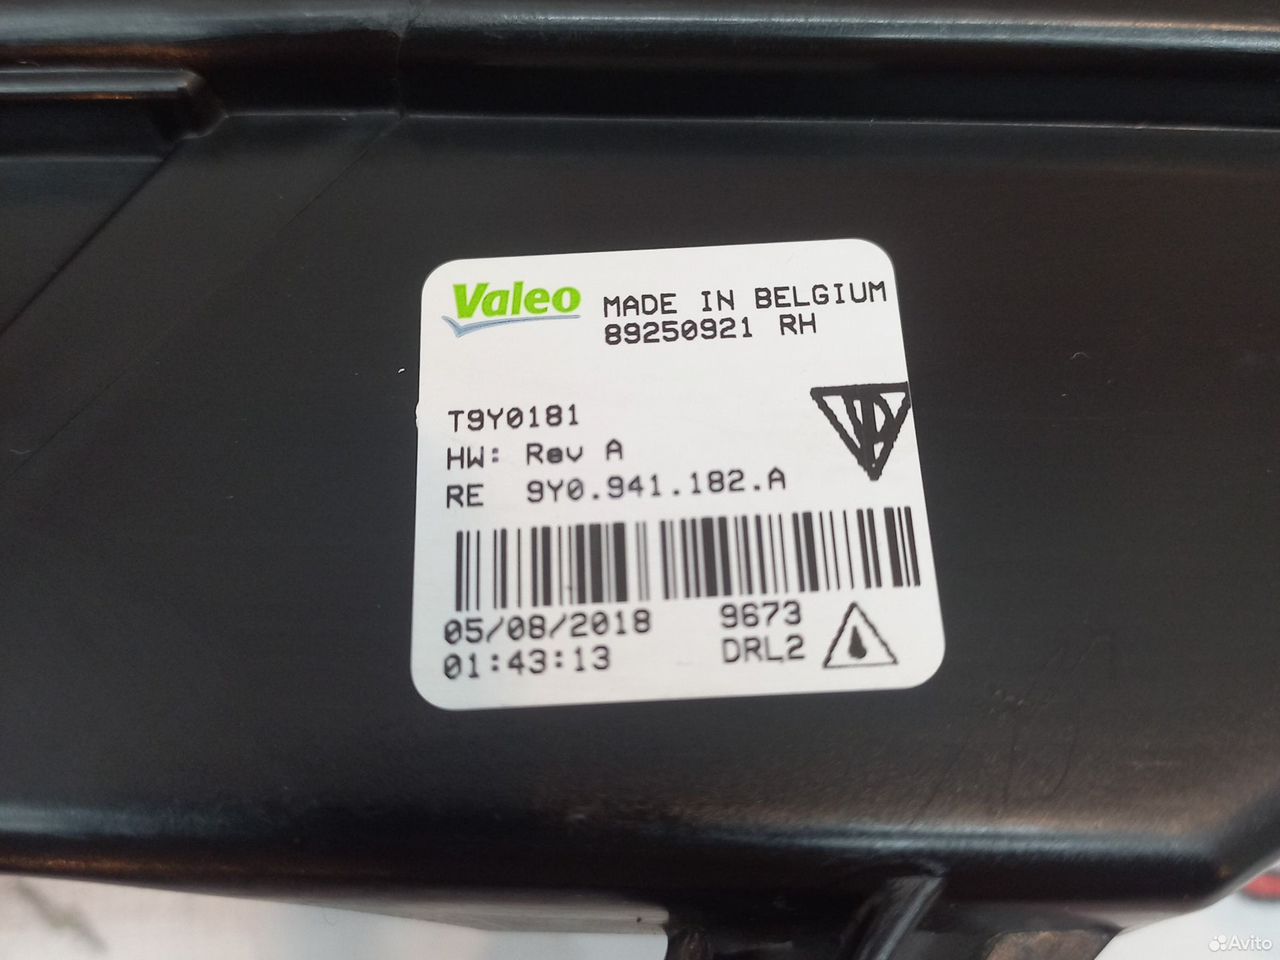 Valeo
MADE IN BELGIUM
89250921 RH
T9Y0181
HW: Rev A
RE 9Y0.941.182.A
05/08/2018 9673
01:43:13 DRL2
Avito